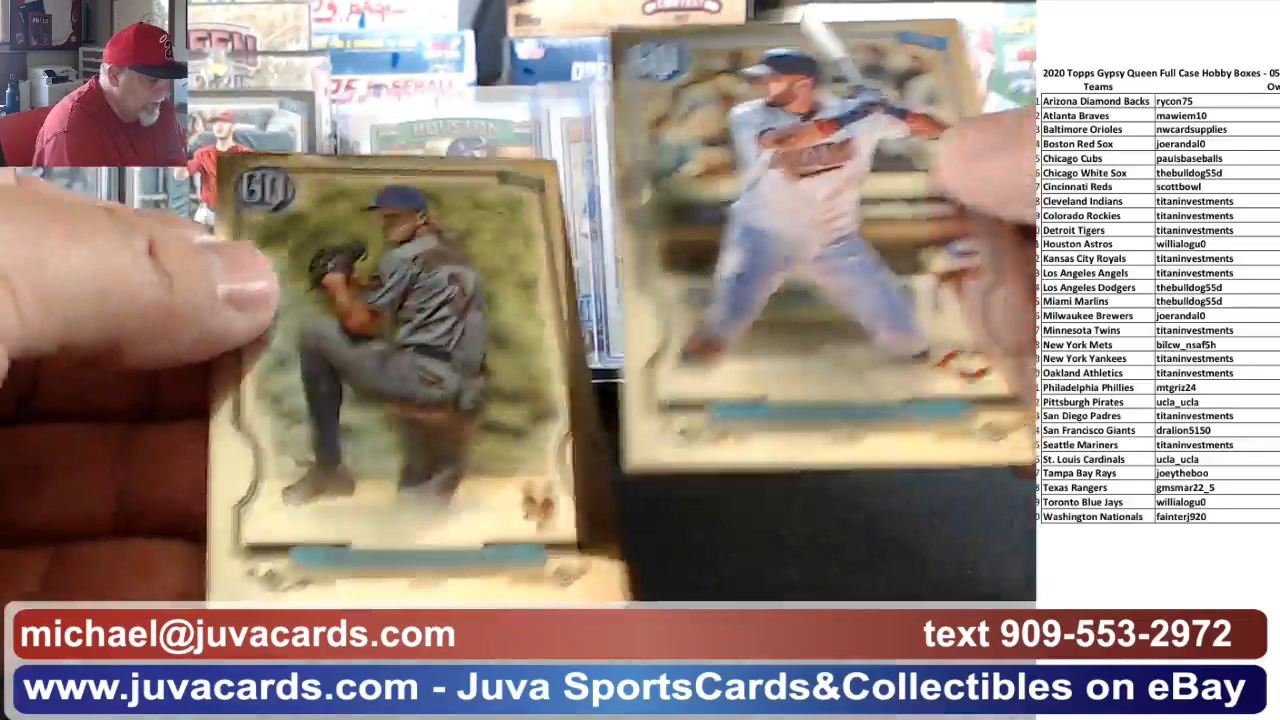 2020 Topps Gypsy Queen Full Case Hobby Boxes - 05
Teams Ow
Arizona Diamond Backs rycon75
Atlanta Braves mawiem10
Baltimore Orioles nwcardsupplies
Boston Red Sox joerandal0
Chicago Cubs paulsbaseballs
Chicago White Sox thebulldog55d
Cincinnati Reds scottbowl
Cleveland Indians titaninvestments
Colorado Rockies titaninvestments
Detroit Tigers titaninvestments
Houston Astros willialogu0
Kansas City Royals titaninvestments
Los Angeles Angels titaninvestments
Los Angeles Dodgers thebulldog55d
Miami Marlins thebulldog55d
Milwaukee Brewers joerandal0
Minnesota Twins titaninvestments
New York Mets bilcw_nsaf5h
New York Yankees titaninvestments
Oakland Athletics titaninvestments
Philadelphia Phillies mtgriz24
Pittsburgh Pirates ucla_ucla
San Diego Padres titaninvestments
San Francisco Giants dralion5150
Seattle Mariners titaninvestments
St. Louis Cardinals ucla_ucla
Tampa Bay Rays joeytheboo
Texas Rangers gmsmar22_5
Toronto Blue Jays willialogu0
Washington Nationals fainterj920
GQ
GQ
HOUSTON
michael@juvacards.com text 909-553-2972
www.juvacards.com - Juva SportsCards&Collectibles on eBay